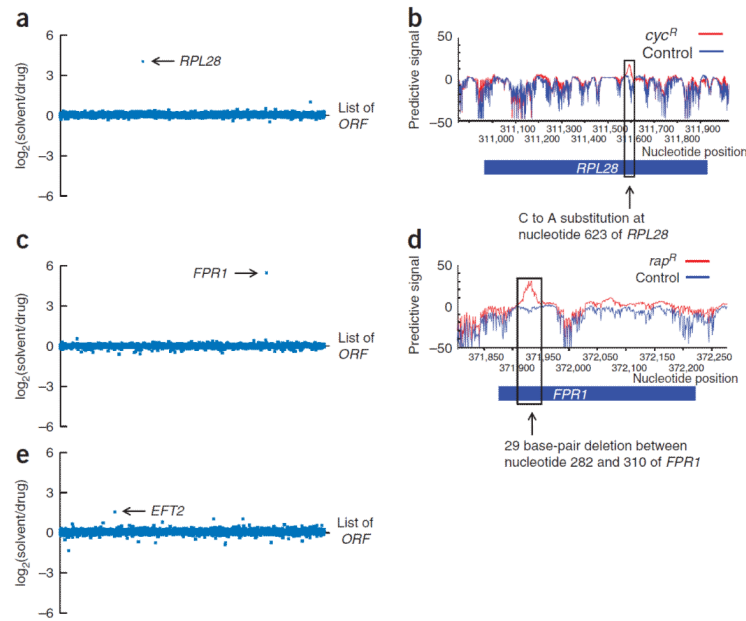 a
6
3
0
−3
−6
log2(solvent/drug)
RPL28
List of
ORF
b
50
0
−50
Predictive signal
cycR
Control
311,100 311,300 311,500 311,700 311,900
311,000 311,200 311,400 311,600 311,800
Nucleotide position
RPL28
C to A substitution at
nucleotide 623 of RPL28
c
6
3
0
−3
−6
log2(solvent/drug)
FPR1
List of
ORF
d
50
0
−50
Predictive signal
rapR
Control
371,850 371,950 372,050 372,150 372,250
371,900 372,000 372,100 372,200
Nucleotide position
FPR1
29 base-pair deletion between
nucleotide 282 and 310 of FPR1
e
6
3
0
−3
−6
log2(solvent/drug)
EFT2
List of
ORF